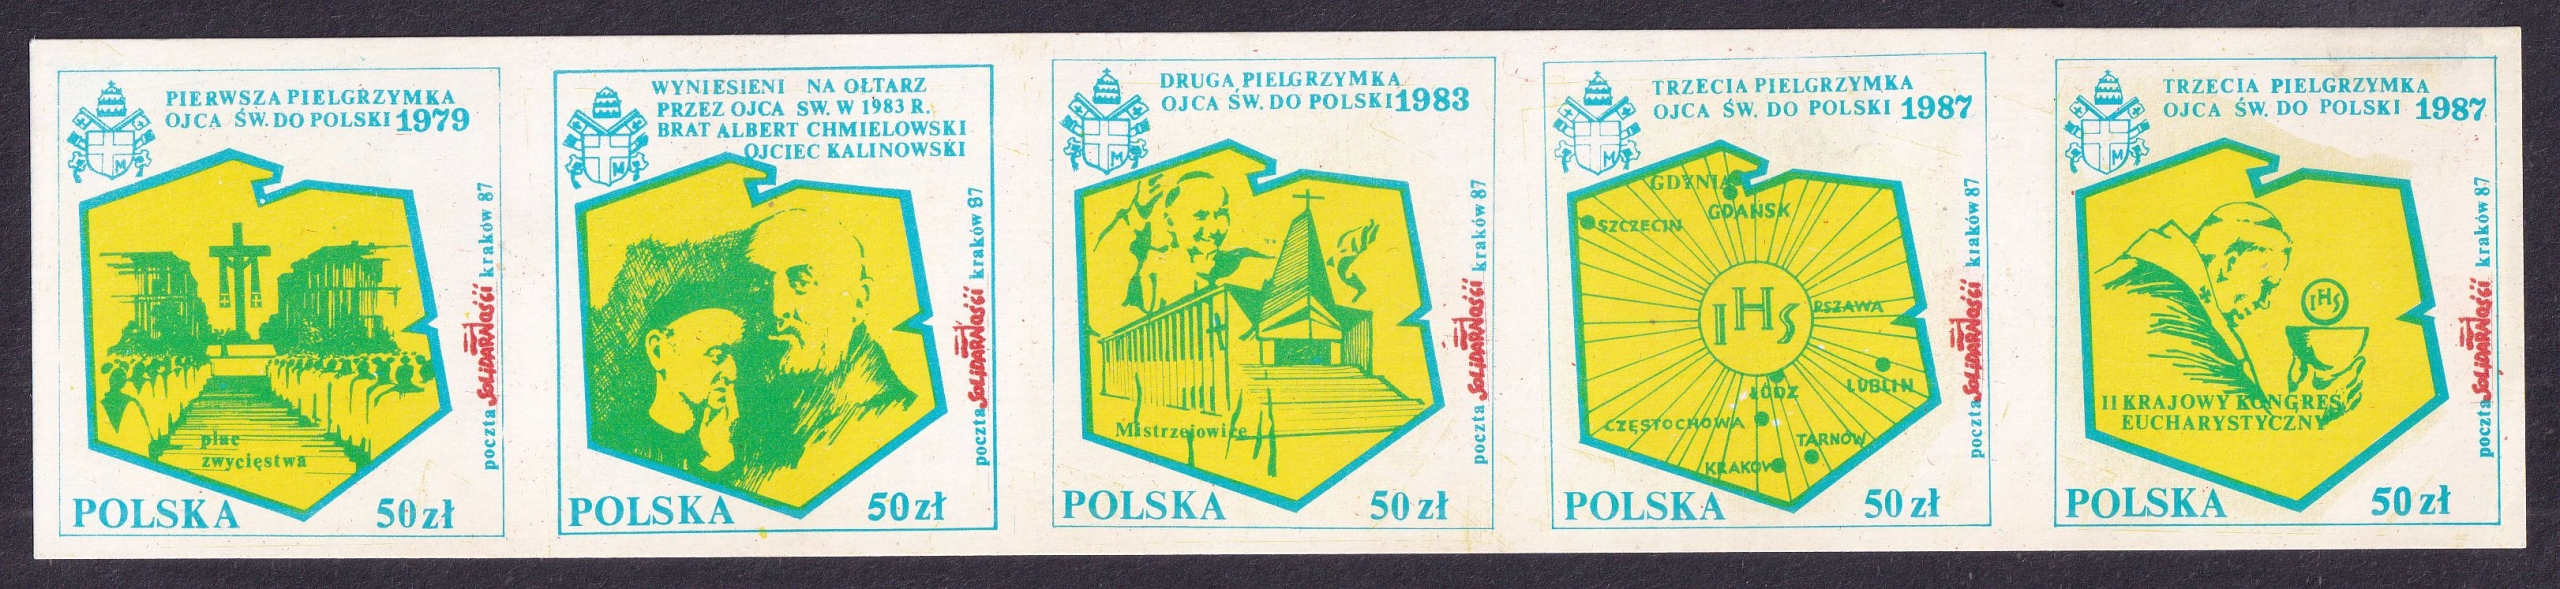 PIERWSZA PIELGRZYMKA
OJCA ŚW. DO POLSKI 1979
M
plac
zwycięstwa
poczta SOLIDARNOŚCI kraków 87
POLSKA 50 zł
WYNIESIENI NA OŁTARZ
PRZEZ OJCA SW. W 1983 R.
BRAT ALBERT CHMIELOWSKI
OJCIEC KALINOWSKI
M
poczta SOLIDARNOŚCI kraków 87
POLSKA 50 zł
DRUGA PIELGRZYMKA
OJCA ŚW. DO POLSKI 1983
M
Mistrzejowice
poczta SOLIDARNOŚCI kraków 87
POLSKA 50 zł
TRZECIA PIELGRZYMKA
OJCA ŚW. DO POLSKI 1987
M
GDYNIA
GDAŃSK
SZCZECIN
IHS
RSZAWA
ŁÓDZ
LUBLIN
CZĘSTOCHOWA
TARNÓW
KRAKÓW
poczta SOLIDARNOŚCI kraków 87
POLSKA 50 zł
TRZECIA PIELGRZYMKA
OJCA ŚW. DO POLSKI 1987
M
IHS
II KRAJOWY KONGRES
EUCHARYSTYCZNY
poczta SOLIDARNOŚCI kraków 87
POLSKA 50 zł